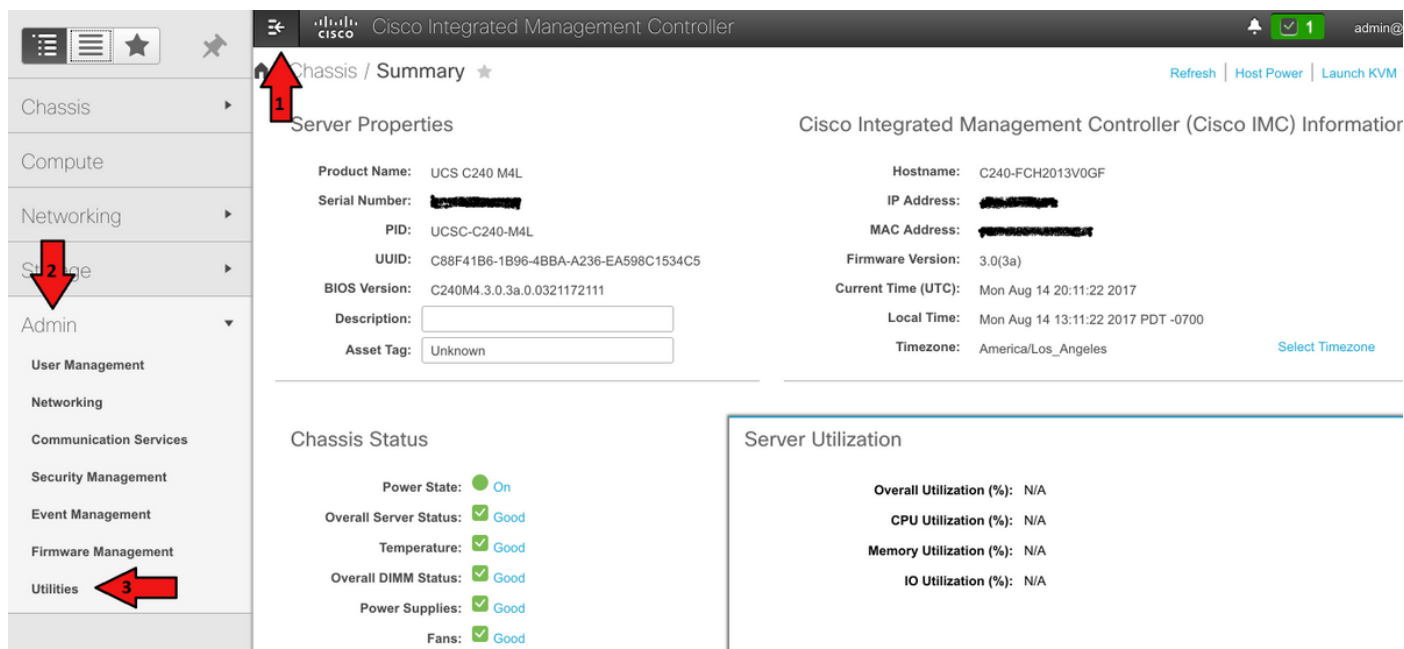 Cisco Integrated Management Controller
cisco
1
admin@
Chassis / Summary
Refresh | Host Power | Launch KVM
1
Chassis
Compute
Networking
2
Admin
User Management
Networking
Communication Services
Security Management
Event Management
Firmware Management
Utilities
3
Server Properties
Product Name: UCS C240 M4L
Serial Number:
PID: UCSC-C240-M4L
UUID: C88F41B6-1B96-4BBA-A236-EA598C1534C5
BIOS Version: C240M4.3.0.3a.0.0321172111
Description:
Asset Tag: Unknown
Cisco Integrated Management Controller (Cisco IMC) Information
Hostname: C240-FCH2013V0GF
IP Address:
MAC Address:
Firmware Version: 3.0(3a)
Current Time (UTC): Mon Aug 14 20:11:22 2017
Local Time: Mon Aug 14 13:11:22 2017 PDT -0700
Timezone: America/Los_Angeles
Select Timezone
Chassis Status
Power State: On
Overall Server Status: Good
Temperature: Good
Overall DIMM Status: Good
Power Supplies: Good
Fans: Good
Server Utilization
Overall Utilization (%): N/A
CPU Utilization (%): N/A
Memory Utilization (%): N/A
IO Utilization (%): N/A